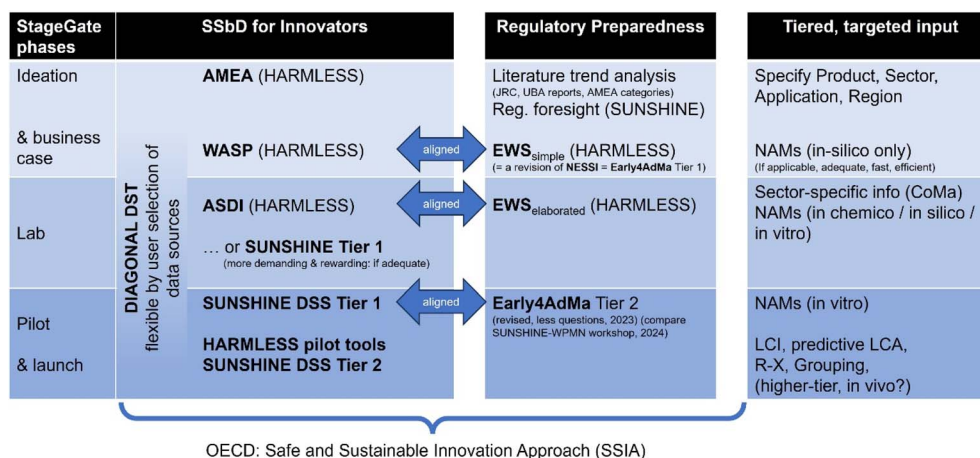 StageGate phases
SSbD for Innovators
Regulatory Preparedness
Tiered, targeted input
Ideation
& business case
DIAGONAL DST
flexible by user selection of
data sources
AMEA (HARMLESS)
WASP (HARMLESS)
aligned
Literature trend analysis
(JRC, UBA reports, AMEA categories)
Reg. foresight (SUNSHINE)
EWSsimple (HARMLESS)
(= a revision of NESSI = Early4AdMa Tier 1)
Specify Product, Sector,
Application, Region
NAMs (in-silico only)
(If applicable, adequate, fast, efficient)
Lab
ASDI (HARMLESS)
… or SUNSHINE Tier 1
(more demanding & rewarding: if adequate)
aligned
EWSelaborated (HARMLESS)
Sector-specific info (CoMa)
NAMs (in chemico / in silico /
in vitro)
Pilot
& launch
SUNSHINE DSS Tier 1
HARMLESS pilot tools
SUNSHINE DSS Tier 2
aligned
Early4AdMa Tier 2
(revised, less questions, 2023) (compare
SUNSHINE-WPMN workshop, 2024)
NAMs (in vitro)
LCI, predictive LCA,
R-X, Grouping,
(higher-tier, in vivo?)
OECD: Safe and Sustainable Innovation Approach (SSIA)